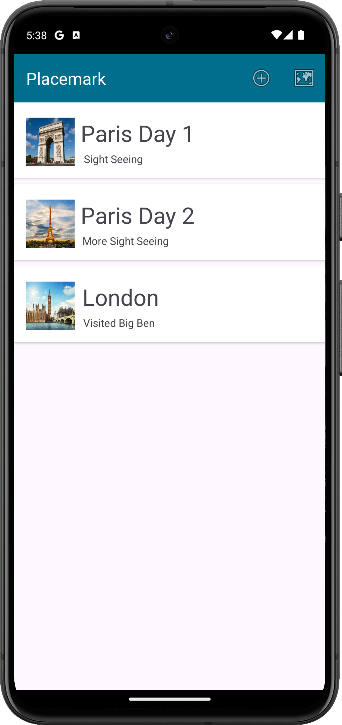 5:38
Placemark
Paris Day 1
Sight Seeing
Paris Day 2
More Sight Seeing
London
Visited Big Ben